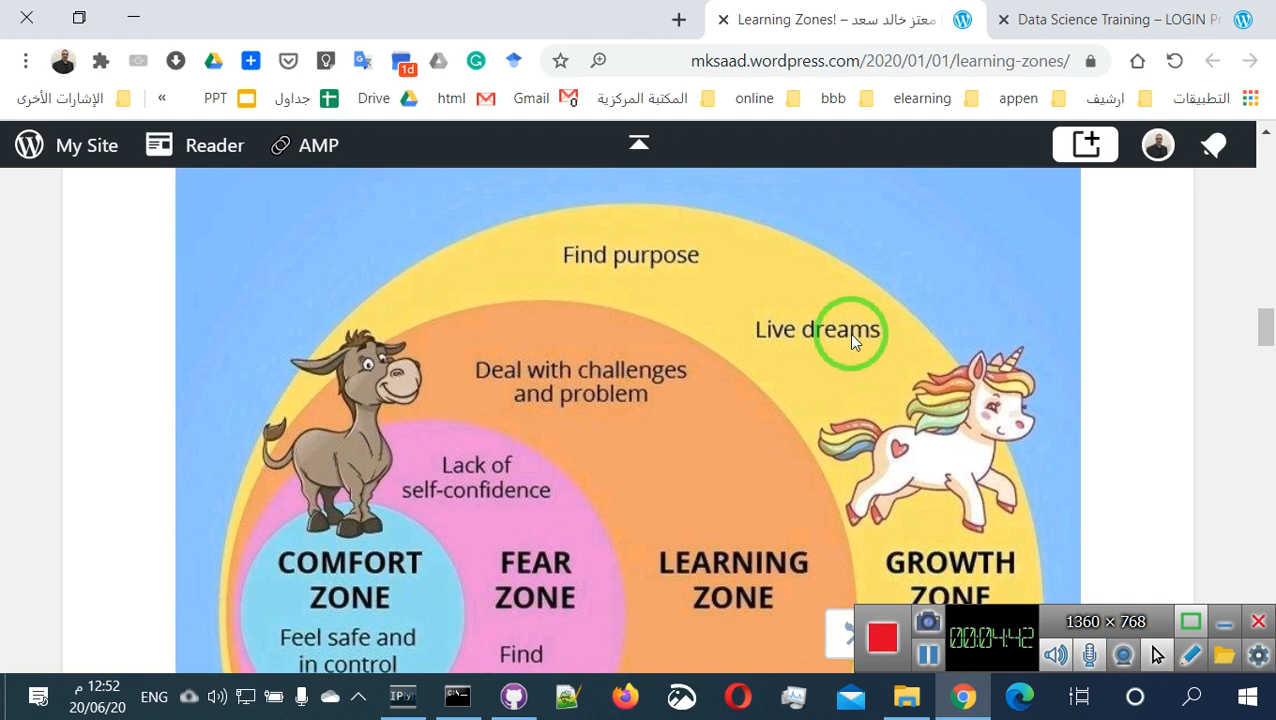 Learning Zones! – معتز خالد سعد
Data Science Training – LOGIN Pr
1d
mksaad.wordpress.com/2020/01/01/learning-zones/
الإشارات الأخرى
«
PPT
جداول
Drive
html
Gmail
المكتبة المركزية
online
bbb
elearning
appen
ارشيف
التطبيقات
My Site
Reader
AMP
Find purpose
Live dreams
Deal with challenges
and problem
Lack of
self-confidence
COMFORT
ZONE
FEAR
ZONE
LEARNING
ZONE
GROWTH
ZONE
Feel safe and
in control
Find
00:04:42
1360 × 768
12:52 م
20/06/20
ENG